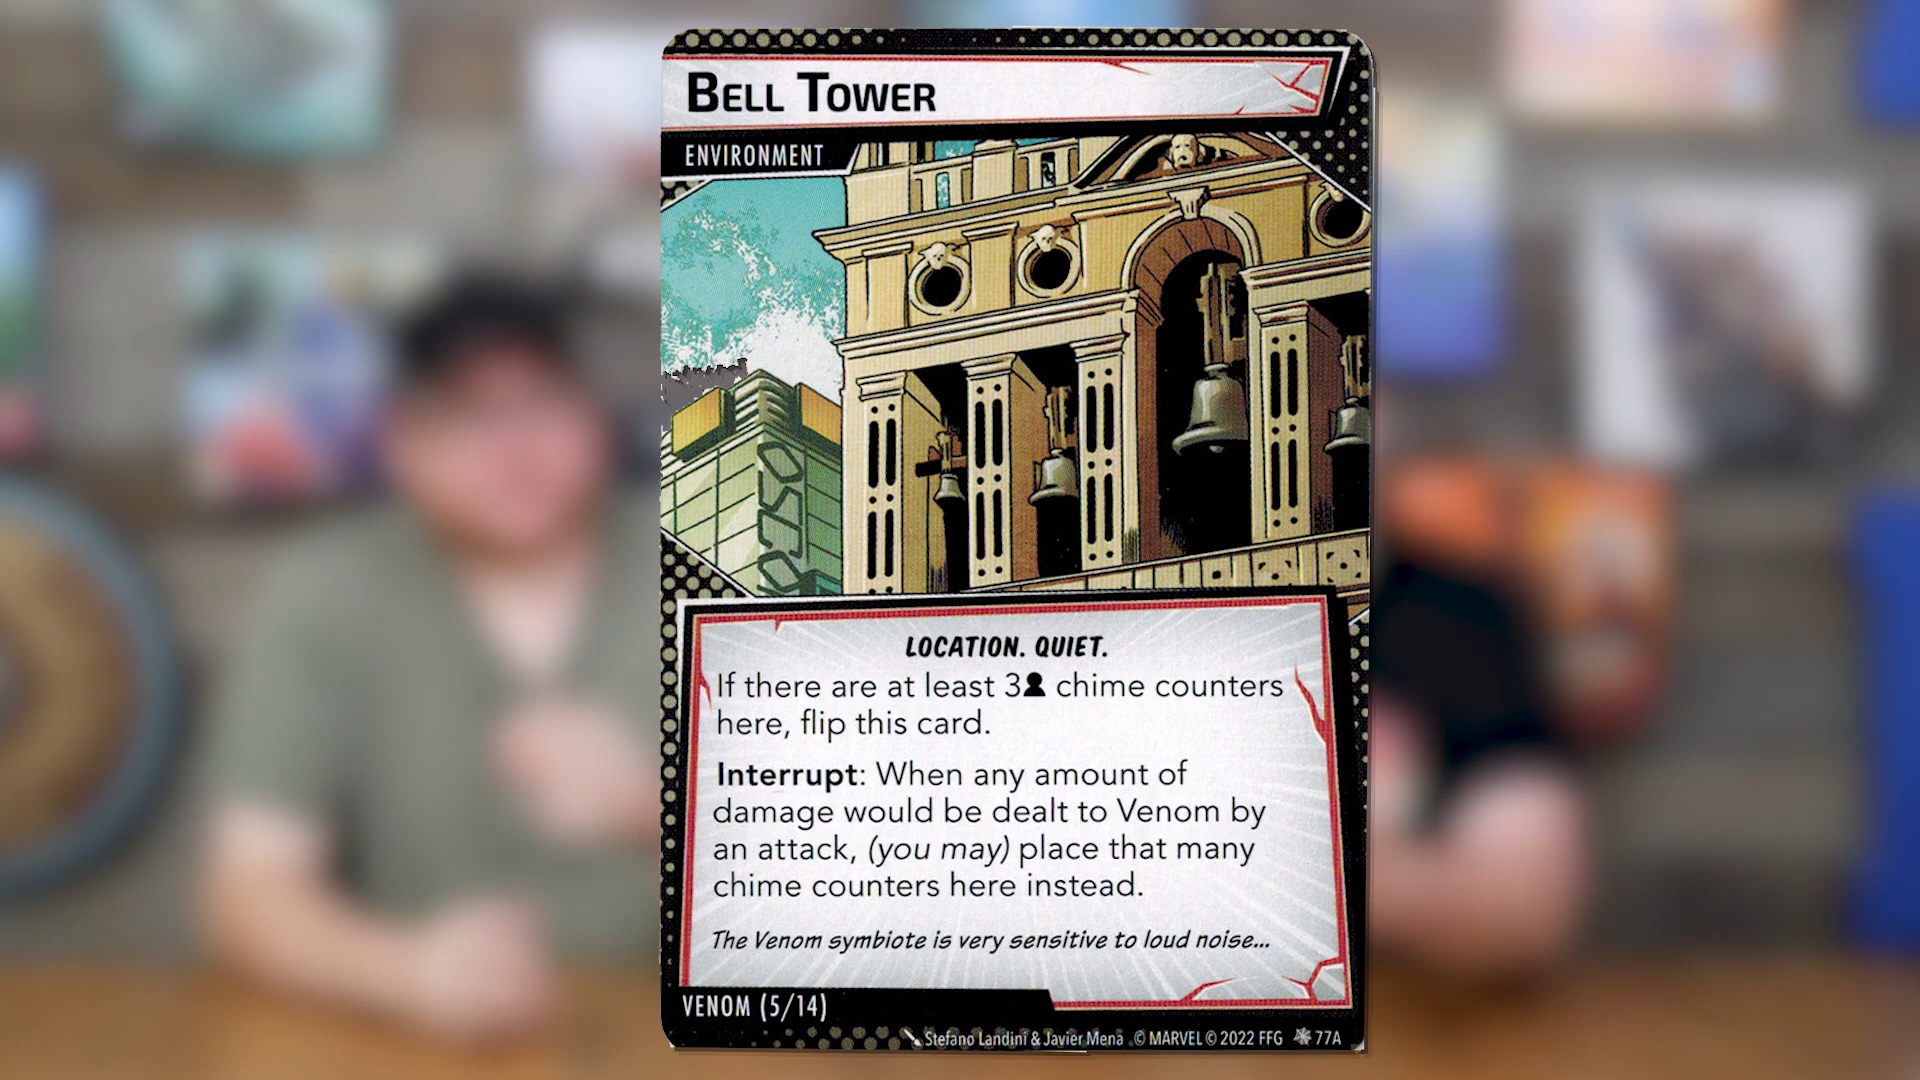 BELL TOWER
ENVIRONMENT
LOCATION. QUIET.
If there are at least 3 chime counters
here, flip this card.
Interrupt: When any amount of
damage would be dealt to Venom by
an attack, (you may) place that many
chime counters here instead.
The Venom symbiote is very sensitive to loud noise...
VENOM (5/14)
Stefano Landini & Javier Mena © MARVEL © 2022 FFG 77A